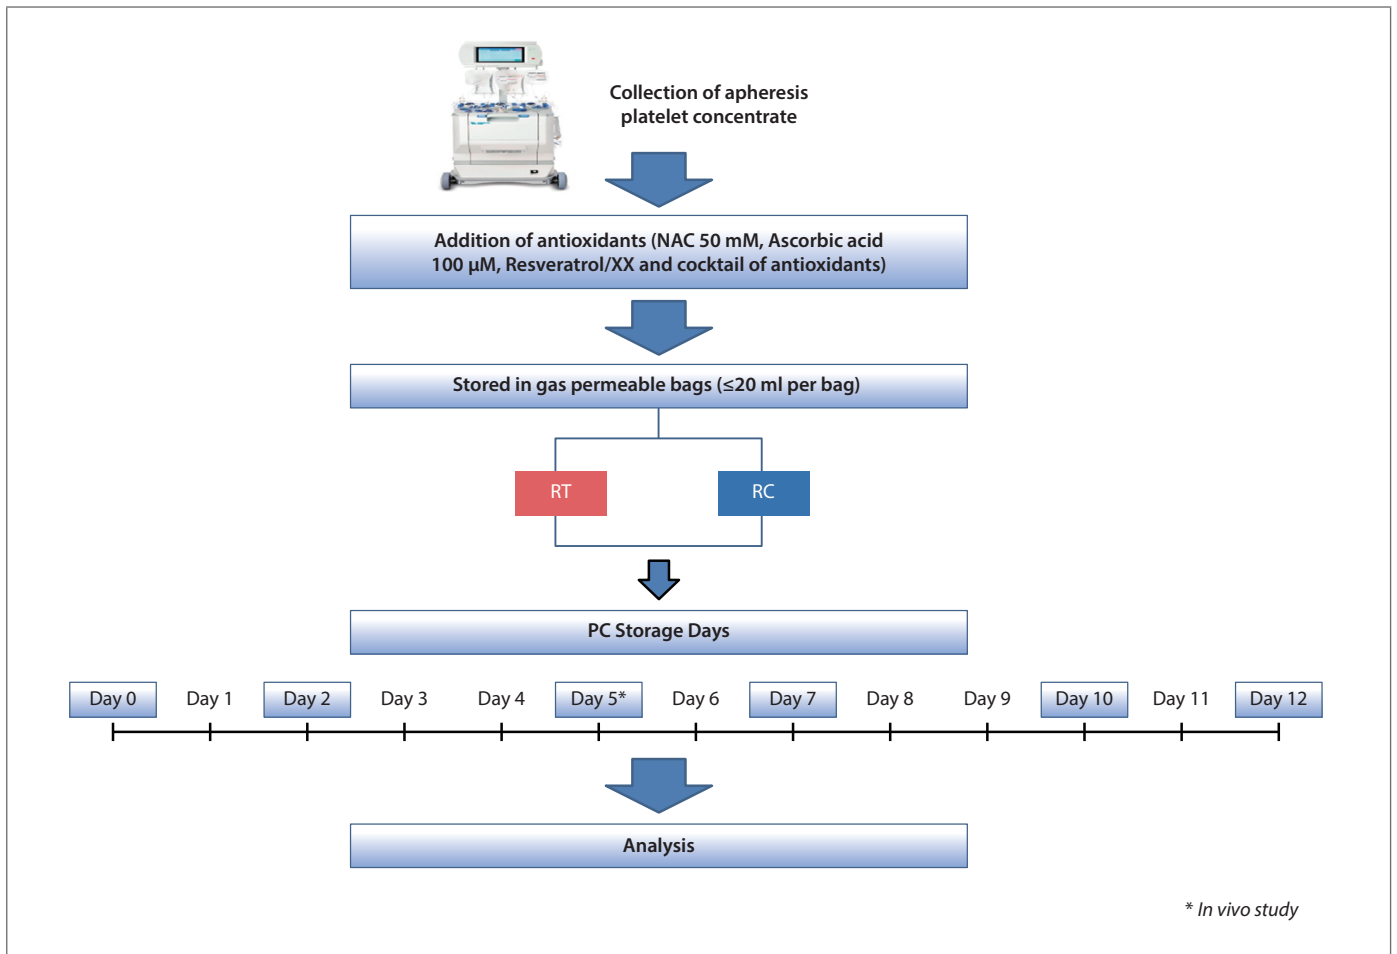 Collection of apheresis
platelet concentrate
Addition of antioxidants (NAC 50 mM, Ascorbic acid
100 µM, Resveratrol/XX and cocktail of antioxidants)
Stored in gas permeable bags (≤20 ml per bag)
RT
RC
PC Storage Days
Day 0
Day 1
Day 2
Day 3
Day 4
Day 5*
Day 6
Day 7
Day 8
Day 9
Day 10
Day 11
Day 12
Analysis
* In vivo study